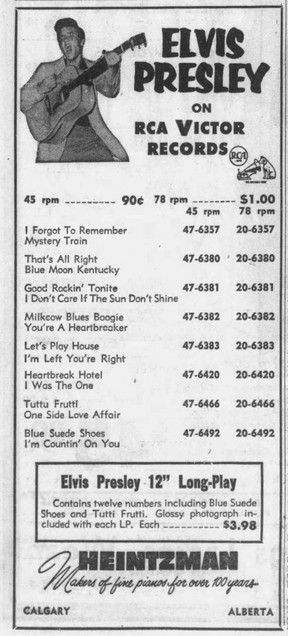 ELVIS
PRESLEY
ON
RCA VICTOR
RECORDS
RCA
45 rpm ---------- 90¢ 78 rpm -------- $1.00
45 rpm 78 rpm
I Forgot To Remember 47-6357 20-6357
Mystery Train
That's All Right 47-6380 20-6380
Blue Moon Kentucky
Good Rockin' Tonite 47-6381 20-6381
I Don't Care If The Sun Don't Shine
Milkcow Blues Boogie 47-6382 20-6382
You're A Heartbreaker
Let's Play House 47-6383 20-6383
I'm Left You're Right
Heartbreak Hotel 47-6420 20-6420
I Was The One
Tuttu Frutti 47-6466 20-6466
One Side Love Affair
Blue Suede Shoes 47-6492 20-6492
I'm Countin' On You
Elvis Presley 12" Long-Play
Contains twelve numbers including Blue Suede
Shoes and Tutti Frutti. Glossy photograph in-
cluded with each LP. Each ------------ $3.98
HEINTZMAN
Makers of fine pianos for over 100 years
CALGARY ALBERTA